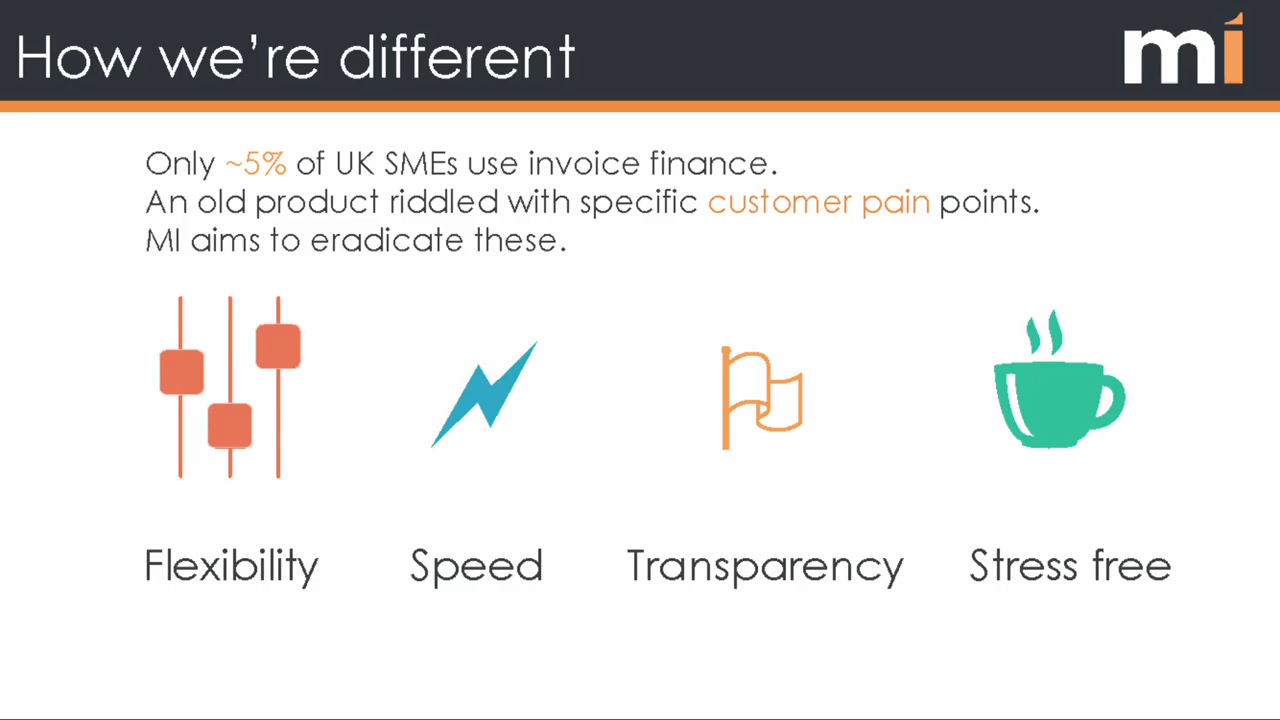 How we're different
mi
Only ~5% of UK SMEs use invoice finance.
An old product riddled with specific customer pain points.
MI aims to eradicate these.
Flexibility
Speed
Transparency
Stress free